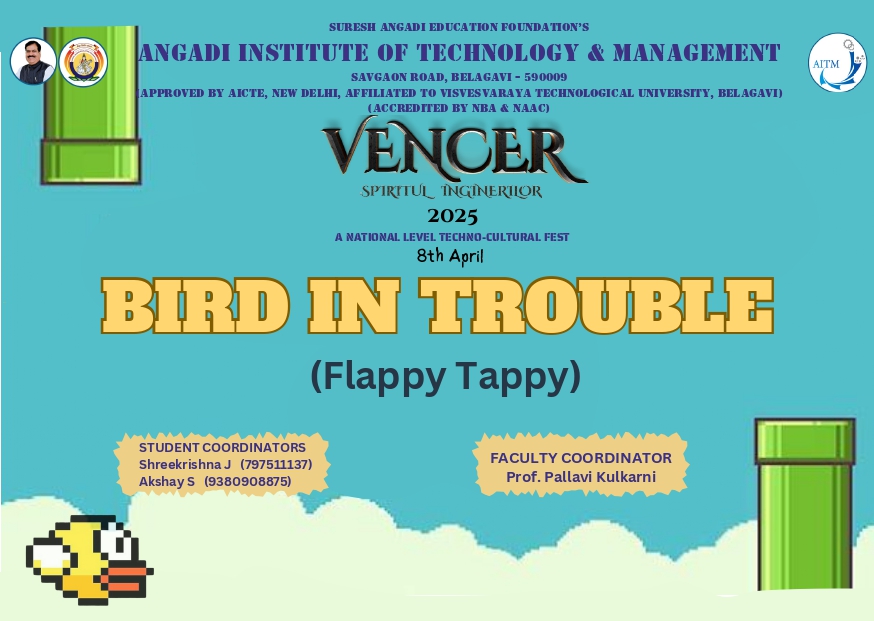 SURESH ANGADI EDUCATION FOUNDATION'S
ANGADI INSTITUTE OF TECHNOLOGY & MANAGEMENT
SAVGAON ROAD, BELAGAVI - 590009
(APPROVED BY AICTE, NEW DELHI, AFFILIATED TO VISVESVARAYA TECHNOLOGICAL UNIVERSITY, BELAGAVI)
(ACCREDITED BY NBA & NAAC)
AITM
VENCER
SPIRITUL INGINERILOR
2025
A NATIONAL LEVEL TECHNO-CULTURAL FEST
8th April
BIRD IN TROUBLE
(Flappy Tappy)
STUDENT COORDINATORS
Shreekrishna J (797511137)
Akshay S (9380908875)
FACULTY COORDINATOR
Prof. Pallavi Kulkarni